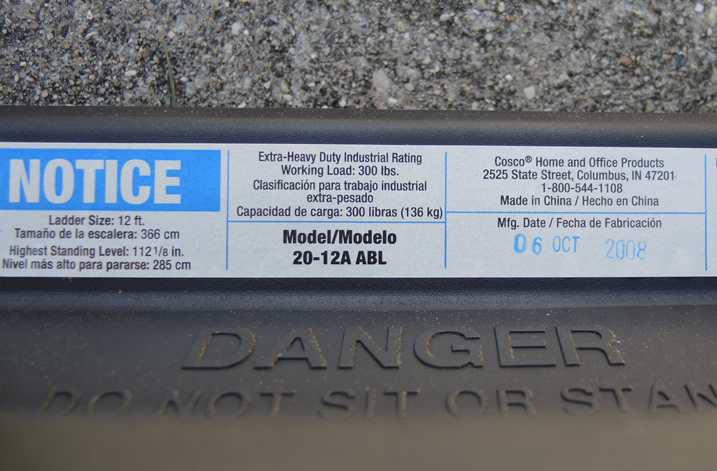 NOTICE
Ladder Size: 12 ft.
Tamaño de la escalera: 366 cm
Highest Standing Level: 112 1/8 in.
Nivel más alto para pararse: 285 cm
Extra-Heavy Duty Industrial Rating
Working Load: 300 lbs.
Clasificación para trabajo industrial
extra-pesado
Capacidad de carga: 300 libras (136 kg)
Model/Modelo
20-12A ABL
Cosco® Home and Office Products
2525 State Street, Columbus, IN 47201
1-800-544-1108
Made in China / Hecho en China
Mfg. Date / Fecha de Fabricación
06 OCT 2008
DANGER
DO NOT SIT OR STAN